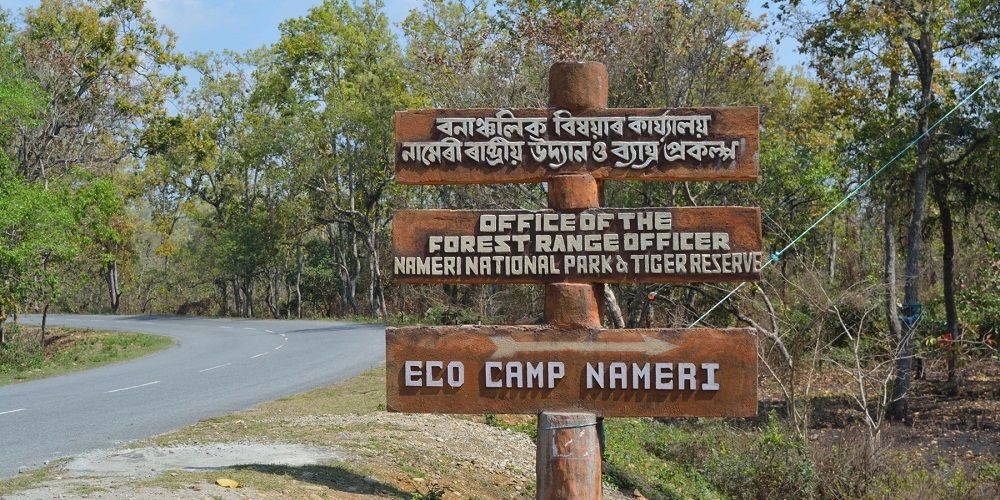 বনাঞ্চলিক বিষয়াৰ কাৰ্য্যালয়
নামেৰী ৰাষ্ট্ৰীয় উদ্যান ও ব্যাঘ্ৰ প্ৰকল্প
OFFICE OF THE
FOREST RANGE OFFICER
NAMERI NATIONAL PARK & TIGER RESERVE
ECO CAMP NAMERI